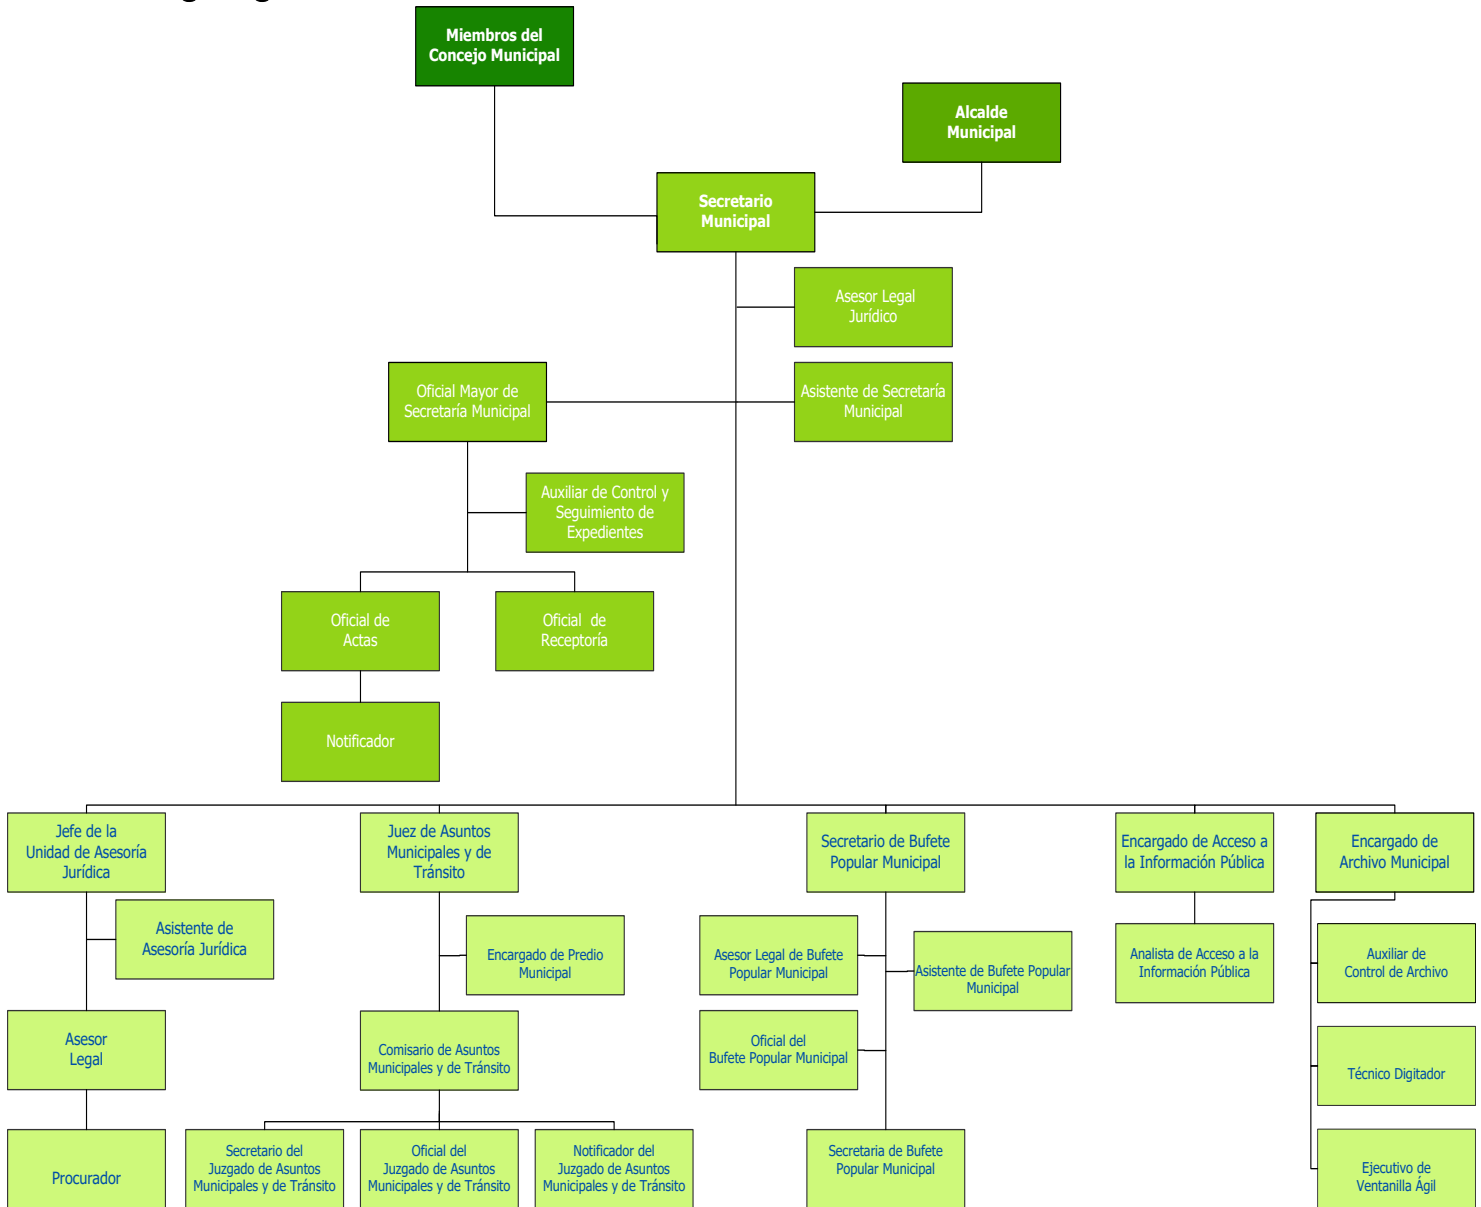 Miembros del
Concejo Municipal
Alcalde
Municipal
Secretario
Municipal
Asesor Legal
Jurídico
Oficial Mayor de
Secretaría Municipal
Asistente de Secretaría
Municipal
Auxiliar de Control y
Seguimiento de
Expedientes
Oficial de
Actas
Oficial de
Receptoría
Notificador
Jefe de la
Unidad de Asesoría
Jurídica
Juez de Asuntos
Municipales y de
Tránsito
Secretario de Bufete
Popular Municipal
Encargado de Acceso a
la Información Pública
Encargado de
Archivo Municipal
Asistente de
Asesoría Jurídica
Encargado de Predio
Municipal
Asesor Legal de Bufete
Popular Municipal
Asistente de Bufete Popular
Municipal
Analista de Acceso a la
Información Pública
Auxiliar de
Control de Archivo
Asesor
Legal
Comisario de Asuntos
Municipales y de Tránsito
Oficial del
Bufete Popular Municipal
Técnico Digitador
Procurador
Secretario del
Juzgado de Asuntos
Municipales y de Tránsito
Oficial del
Juzgado de Asuntos
Municipales y de Tránsito
Notificador del
Juzgado de Asuntos
Municipales y de Tránsito
Secretaria de Bufete
Popular Municipal
Ejecutivo de
Ventanilla Ágil